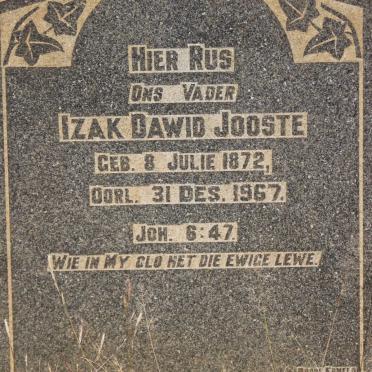 HIER RUS
ONS VADER
IZAK DAWID JOOSTE
GEB. 8 JULIE 1872,
OORL. 31 DES. 1967.
JOH. 6:47.
WIE IN MY GLO HET DIE EWIGE LEWE.
ERMELO